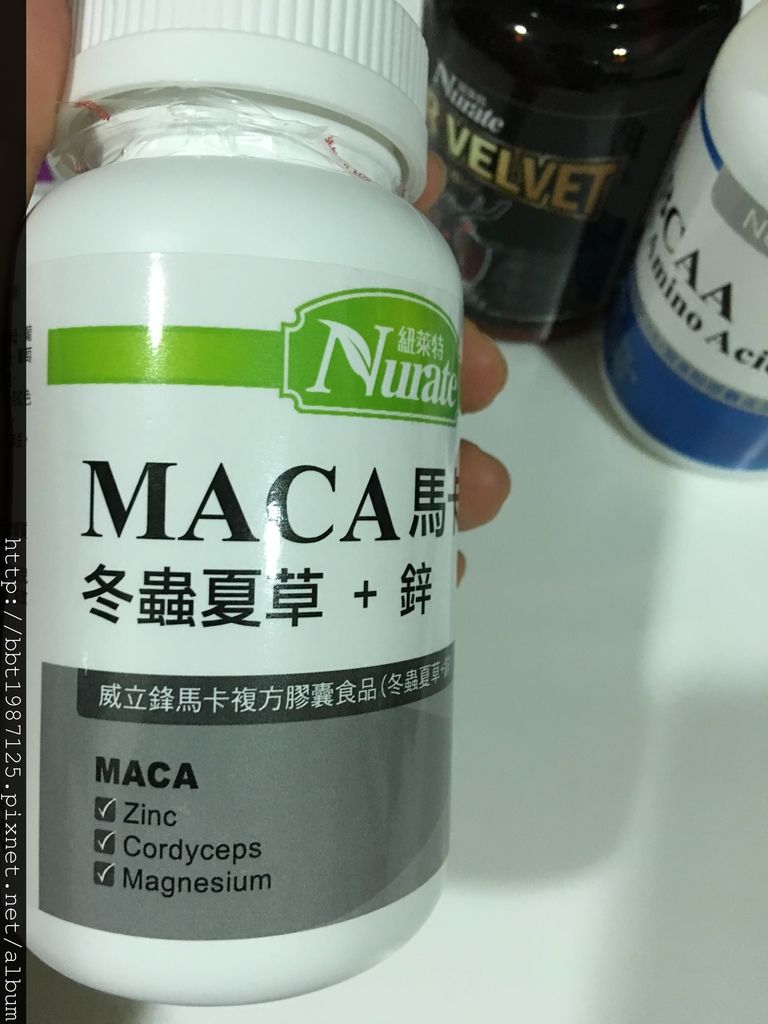 紐萊特
Nurate
MACA馬卡
冬蟲夏草 + 鋅
威立鋒馬卡複方膠囊食品(冬蟲夏草+
MACA
Zinc
Cordyceps
Magnesium
Nurate
R VELVET
CAA
Amino Aci
http://bbt1987125.pixnet.net/album